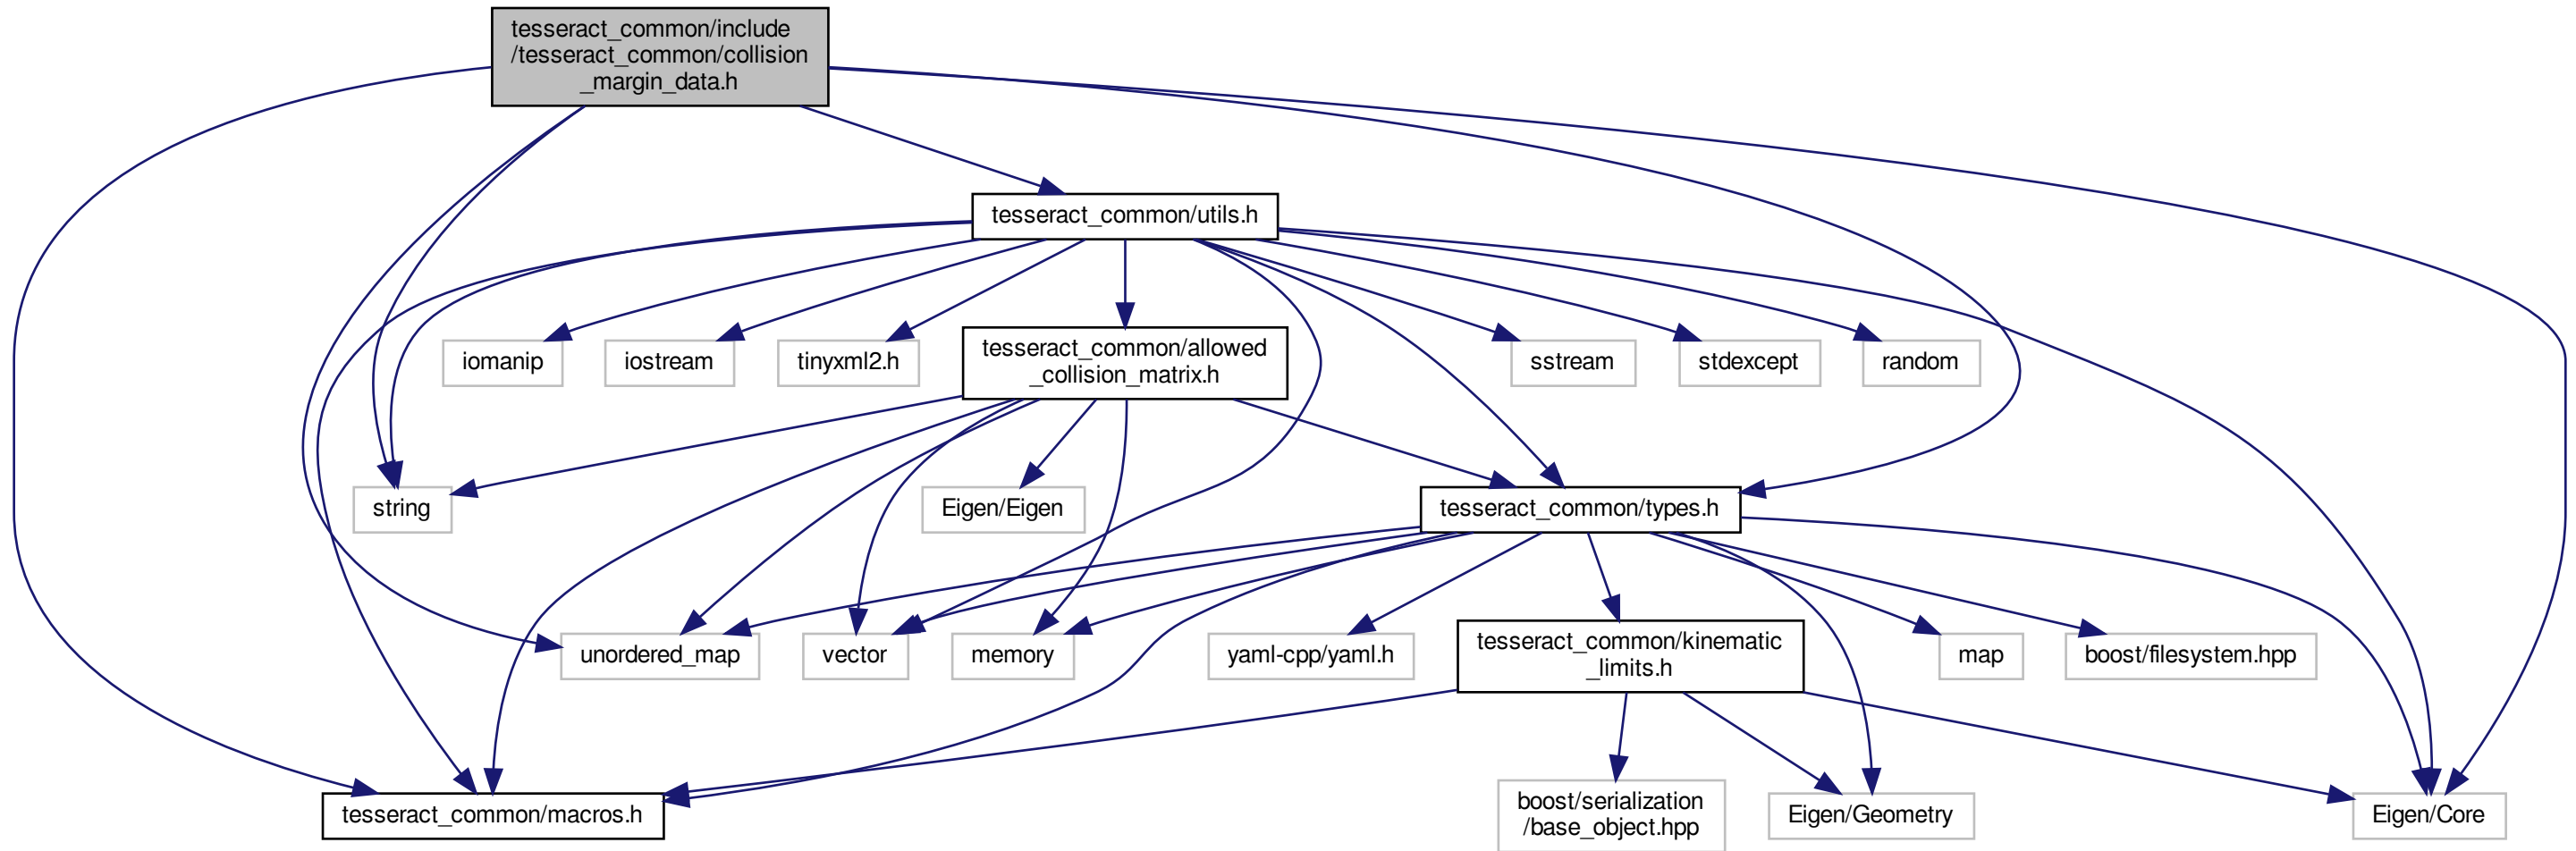 tesseract_common/include
/tesseract_common/collision
_margin_data.h
tesseract_common/utils.h
iomanip
iostream
tinyxml2.h
tesseract_common/allowed
_collision_matrix.h
sstream
stdexcept
random
string
Eigen/Eigen
tesseract_common/types.h
unordered_map
vector
memory
yaml-cpp/yaml.h
tesseract_common/kinematic
_limits.h
map
boost/filesystem.hpp
tesseract_common/macros.h
boost/serialization
/base_object.hpp
Eigen/Geometry
Eigen/Core